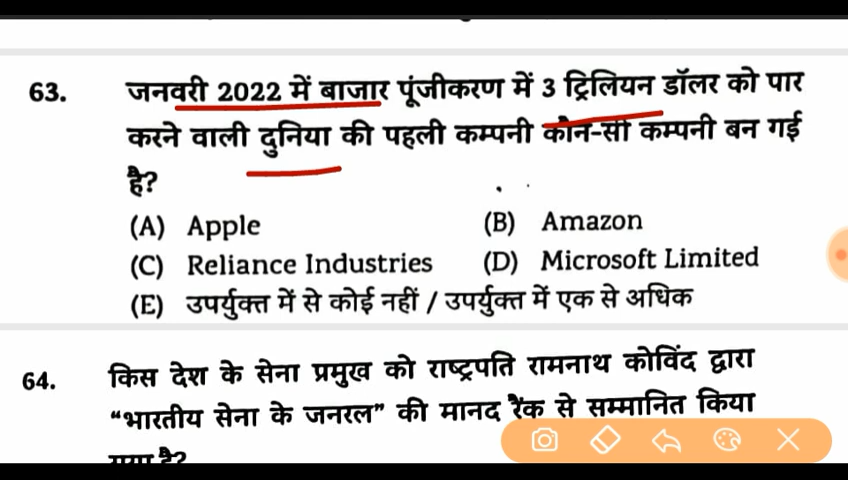 63. जनवरी 2022 में बाजार पूंजीकरण में 3 ट्रिलियन डॉलर को पार
करने वाली दुनिया की पहली कम्पनी कौन-सी कम्पनी बन गई
है?
(A) Apple (B) Amazon
(C) Reliance Industries (D) Microsoft Limited
(E) उपर्युक्त में से कोई नहीं / उपर्युक्त में एक से अधिक
64. किस देश के सेना प्रमुख को राष्ट्रपति रामनाथ कोविंद द्वारा
“भारतीय सेना के जनरल” की मानद रैंक से सम्मानित किया
गया है?